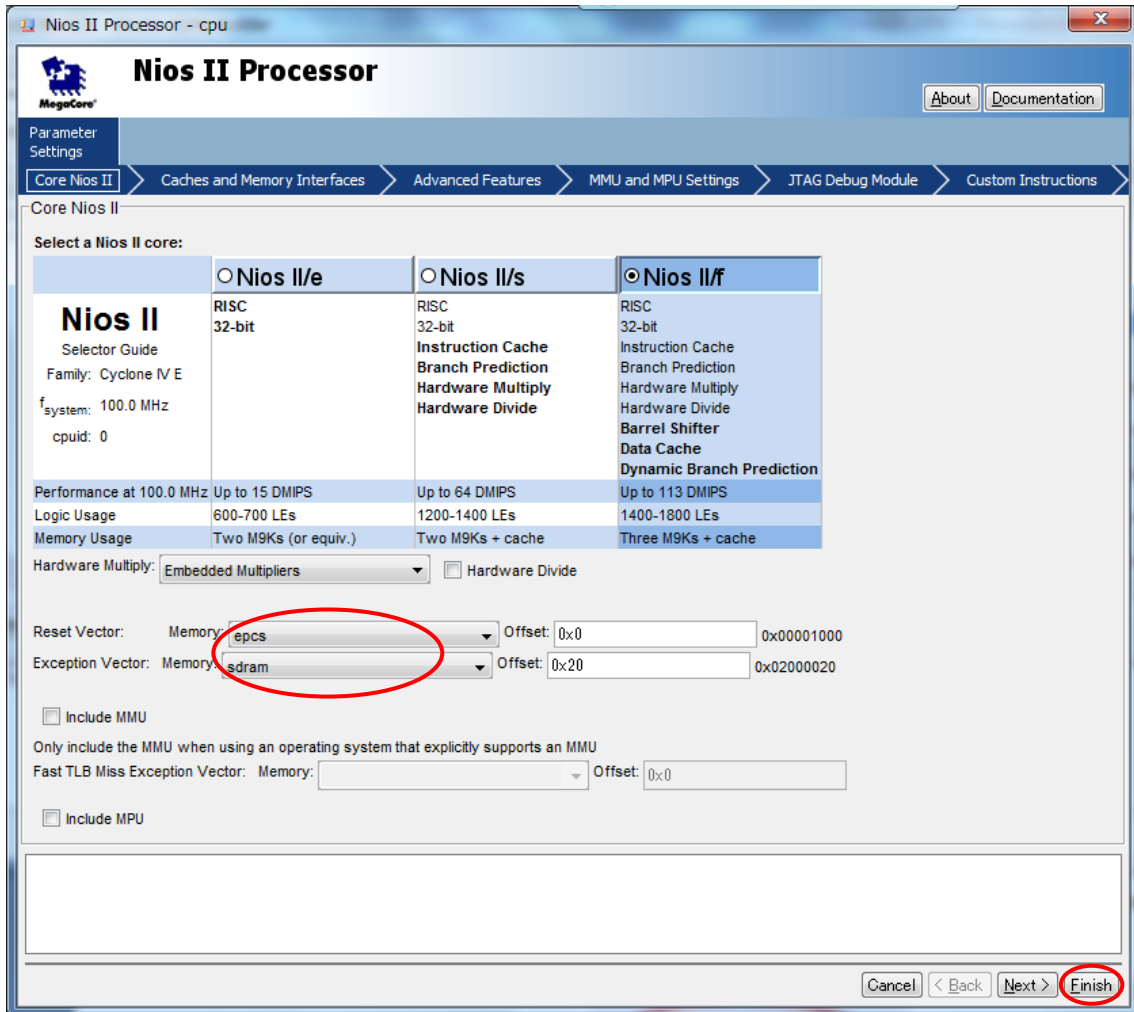 Nios II Processor - cpu
Nios II Processor
MegaCore®
About Documentation
Parameter
Settings
Core Nios II Caches and Memory Interfaces Advanced Features MMU and MPU Settings JTAG Debug Module Custom Instructions
Core Nios II
Select a Nios II core:
Nios II/e Nios II/s Nios II/f
Nios II
Selector Guide
Family: Cyclone IV E
fsystem: 100.0 MHz
cpuid: 0
RISC
32-bit
RISC
32-bit
Instruction Cache
Branch Prediction
Hardware Multiply
Hardware Divide
RISC
32-bit
Instruction Cache
Branch Prediction
Hardware Multiply
Hardware Divide
Barrel Shifter
Data Cache
Dynamic Branch Prediction
Performance at 100.0 MHz Up to 15 DMIPS Up to 64 DMIPS Up to 113 DMIPS
Logic Usage 600-700 LEs 1200-1400 LEs 1400-1800 LEs
Memory Usage Two M9Ks (or equiv.) Two M9Ks + cache Three M9Ks + cache
Hardware Multiply: Embedded Multipliers Hardware Divide
Reset Vector: Memory: epcs Offset: 0x0 0x00001000
Exception Vector: Memory: sdram Offset: 0x20 0x02000020
Include MMU
Only include the MMU when using an operating system that explicitly supports an MMU
Fast TLB Miss Exception Vector: Memory: Offset: 0x0
Include MPU
Cancel < Back Next > Finish